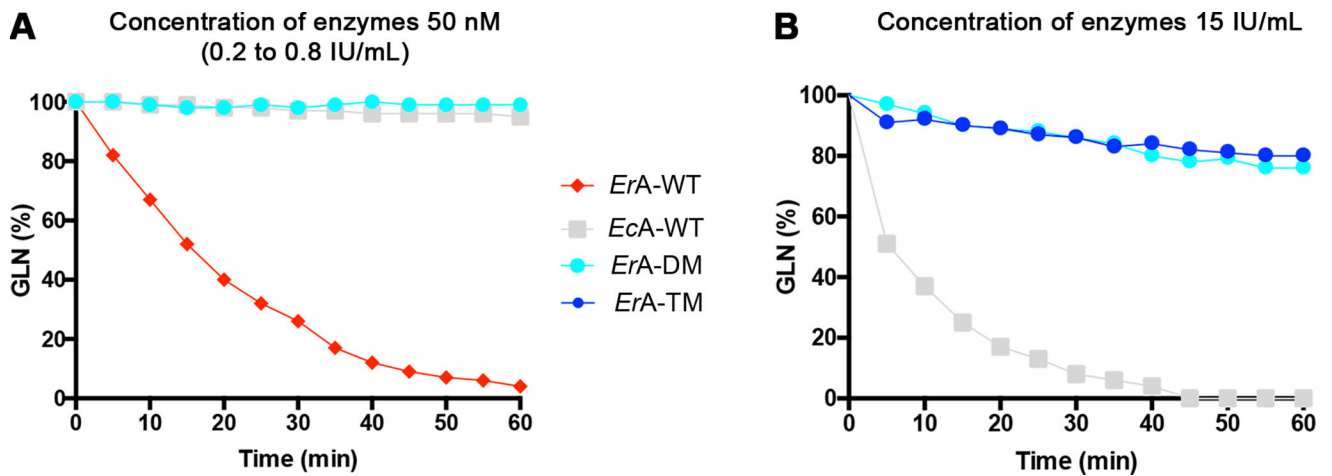 A
Concentration of enzymes 50 nM
(0.2 to 0.8 IU/mL)
GLN (%)
100
80
60
40
20
0
0 10 20 30 40 50 60
Time (min)
ErA-WT
EcA-WT
ErA-DM
ErA-TM
B
Concentration of enzymes 15 IU/mL
GLN (%)
100
80
60
40
20
0
0 10 20 30 40 50 60
Time (min)